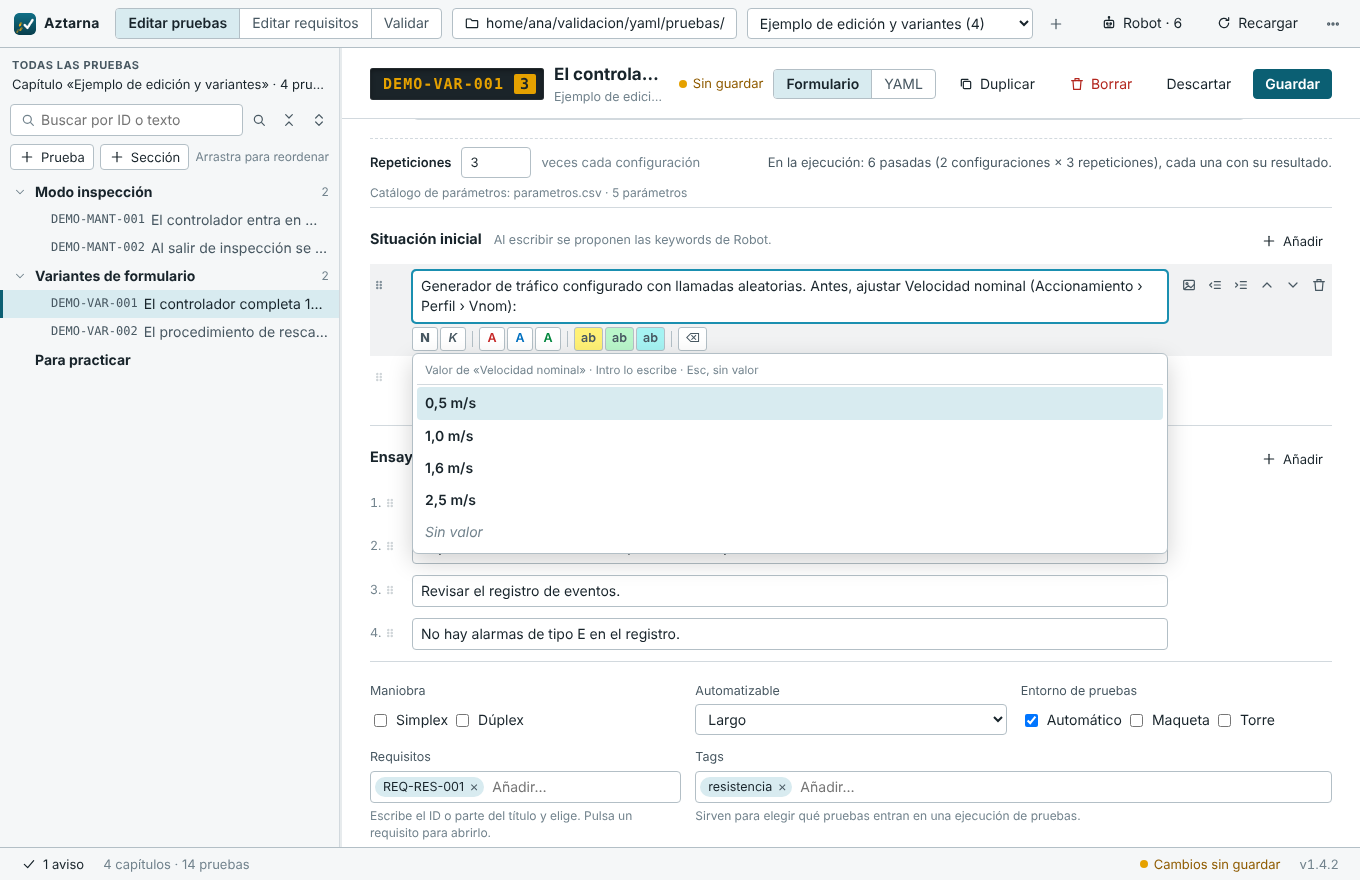 Aztarna
Editar pruebas
Editar requisitos
Validar
home/ana/validacion/yaml/pruebas/
Ejemplo de edición y variantes (4)
Robot · 6
Recargar
TODAS LAS PRUEBAS
Capítulo «Ejemplo de edición y variantes» · 4 pru...
Buscar por ID o texto
Prueba
Sección
Arrastra para reordenar
Modo inspección 2
DEMO-MANT-001 El controlador entra en ...
DEMO-MANT-002 Al salir de inspección se ...
Variantes de formulario 2
DEMO-VAR-001 El controlador completa 1...
DEMO-VAR-002 El procedimiento de resca...
Para practicar
DEMO-VAR-001 3
El controla...
Ejemplo de edici...
Sin guardar
Formulario
YAML
Duplicar
Borrar
Descartar
Guardar
Repeticiones 3 veces cada configuración
En la ejecución: 6 pasadas (2 configuraciones × 3 repeticiones), cada una con su resultado.
Catálogo de parámetros: parametros.csv · 5 parámetros
Situación inicial Al escribir se proponen las keywords de Robot.
Añadir
Generador de tráfico configurado con llamadas aleatorias. Antes, ajustar Velocidad nominal (Accionamiento ›
Perfil › Vnom):
N K A A A ab ab ab
Valor de «Velocidad nominal» · Intro lo escribe · Esc, sin valor
0,5 m/s
1,0 m/s
1,6 m/s
2,5 m/s
Sin valor
Ensay
Añadir
1.
2.
3. Revisar el registro de eventos.
4. No hay alarmas de tipo E en el registro.
Maniobra
Simplex Dúplex
Automatizable
Largo
Entorno de pruebas
Automático Maqueta Torre
Requisitos
REQ-RES-001 × Añadir...
Escribe el ID o parte del título y elige. Pulsa un
requisito para abrirlo.
Tags
resistencia × Añadir...
Sirven para elegir qué pruebas entran en una ejecución de pruebas.
1 aviso
4 capítulos · 14 pruebas
Cambios sin guardar
v1.4.2